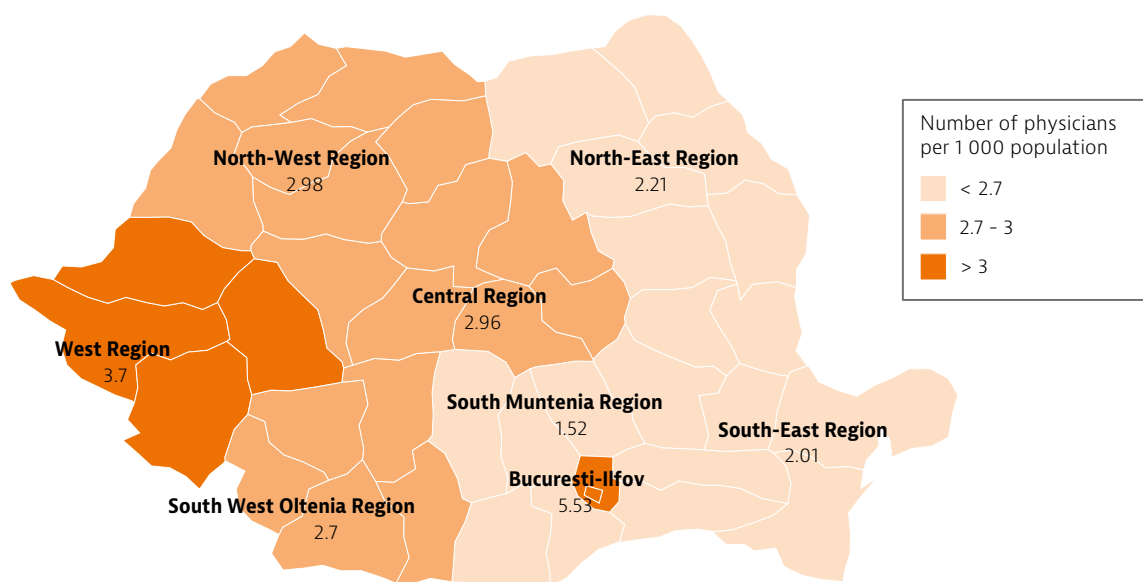 North-West Region
2.98
North-East Region
2.21
Number of physicians
per 1 000 population
< 2.7
2.7 - 3
> 3
Central Region
2.96
West Region
3.7
South Muntenia Region
1.52
South-East Region
2.01
Bucuresti-Ilfov
5.53
South West Oltenia Region
2.7